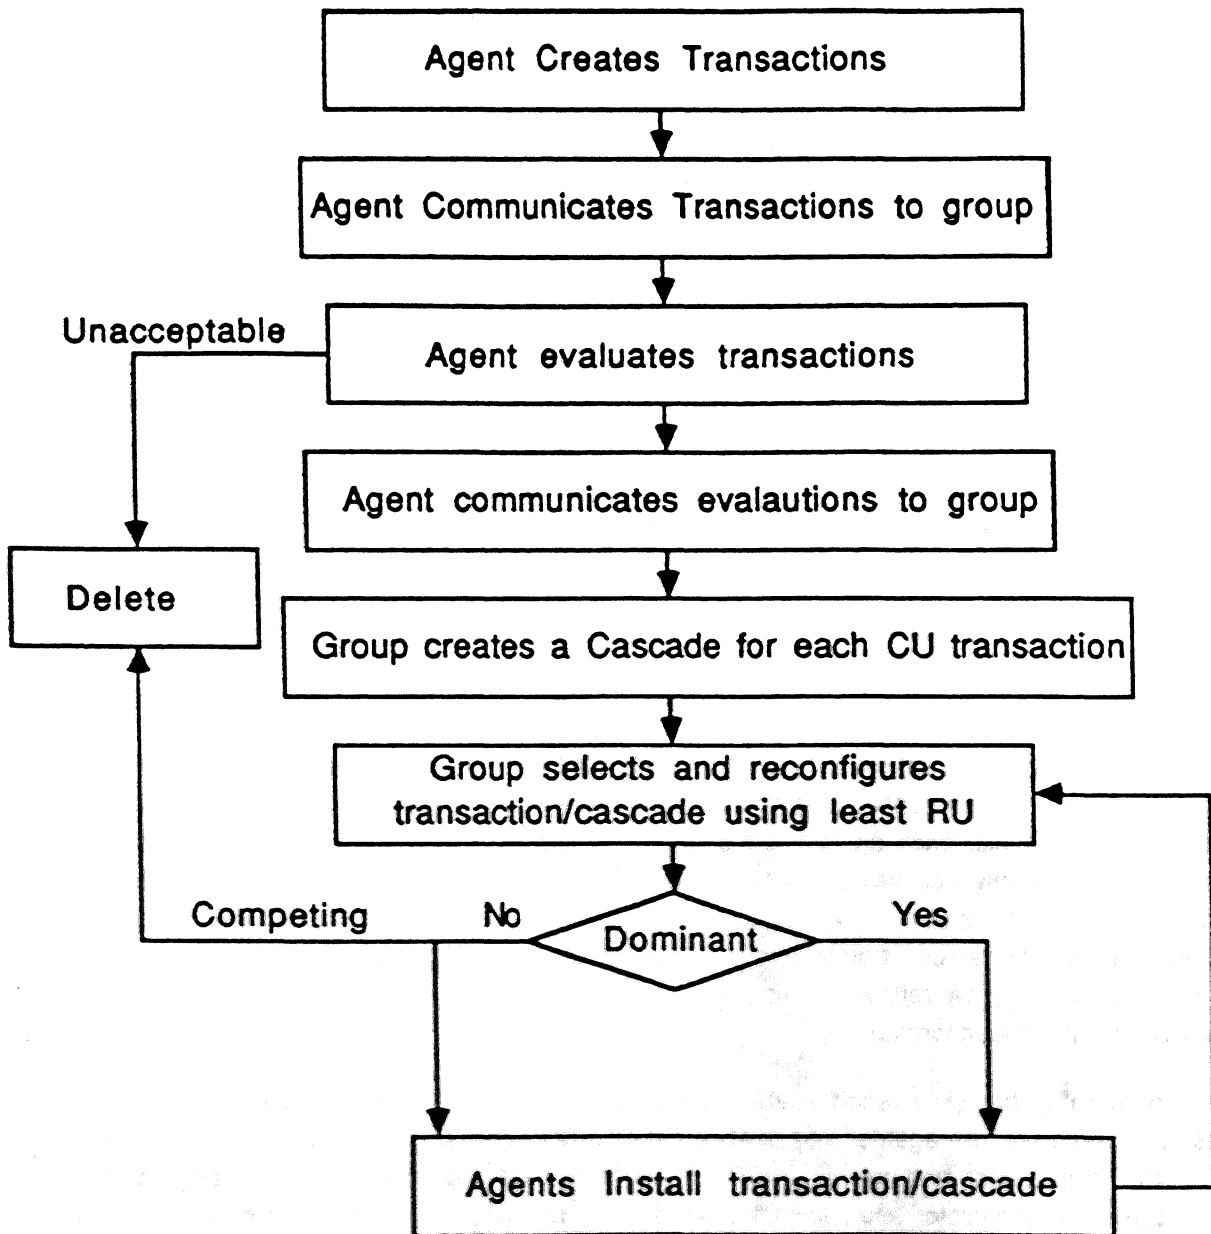 Agent Creates Transactions
Agent Communicates Transactions to group
Unacceptable
Agent evaluates transactions
Agent communicates evalautions to group
Delete
Group creates a Cascade for each CU transaction
Group selects and reconfigures
transaction/cascade using least RU
Competing
No
Dominant
Yes
Agents Install transaction/cascade